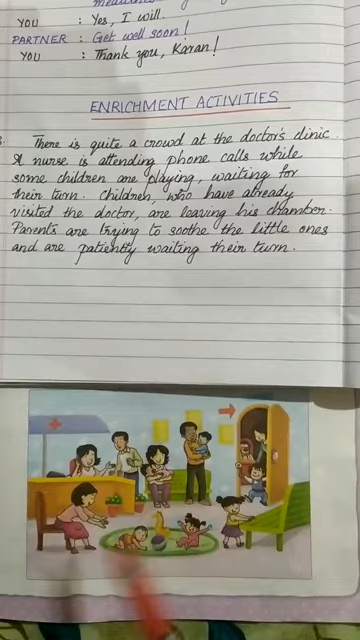 YOU : Yes, I will.
PARTNER : Get well soon!
YOU : Thank you, Karan!
ENRICHMENT ACTIVITIES
There is quite a crowd at the doctor's clinic.
A nurse is attending phone calls while
some children are playing, waiting for
their turn. Children, who have already
visited the doctor, are leaving his chamber.
Parents are trying to soothe the little ones
and are patiently waiting their turn.